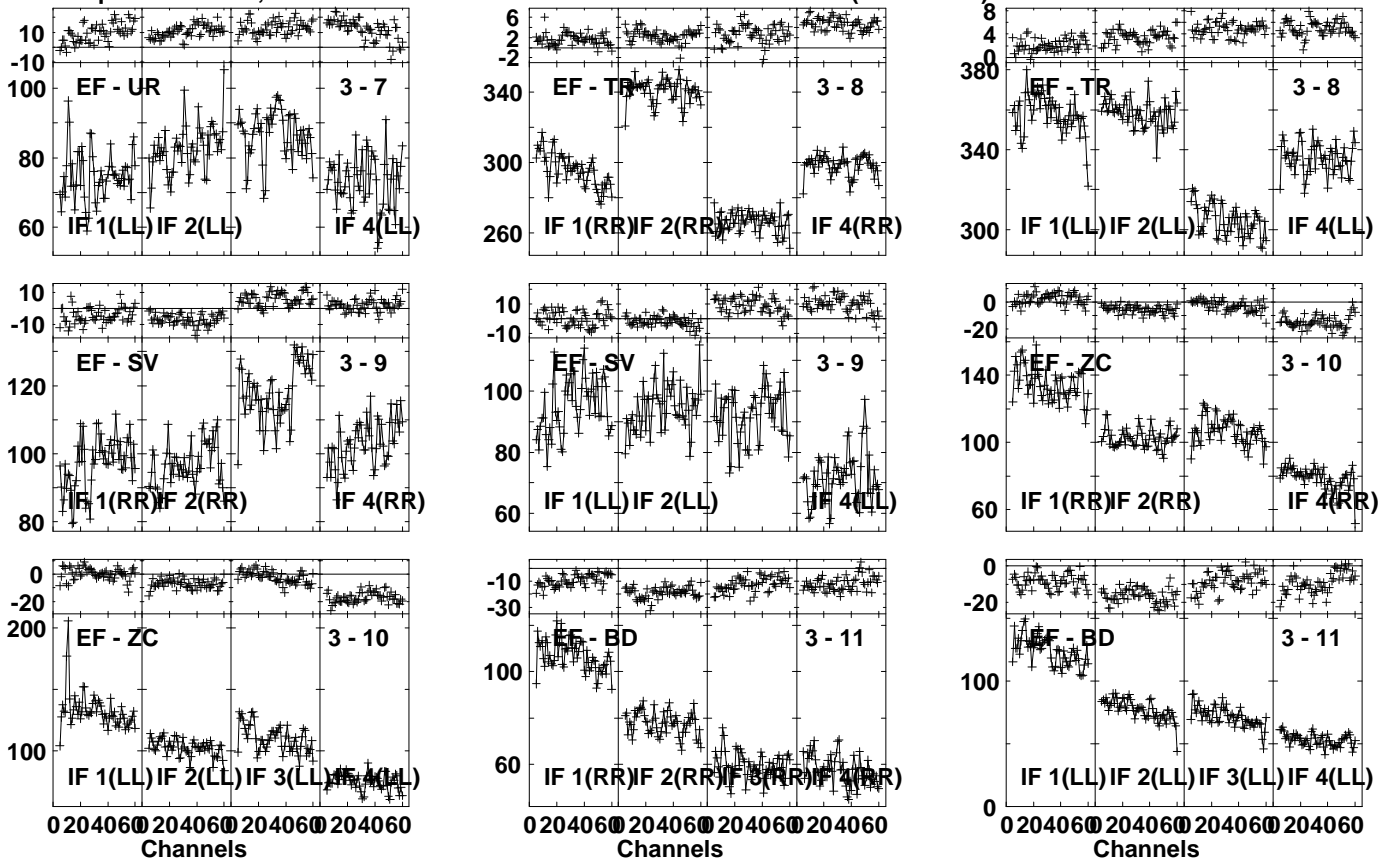 10
-10
100
80
60
EF - UR
3 - 7
IF 1(LL)
IF 2(LL)
IF 4(LL)
6
2
-2
340
300
260
EF - TR
3 - 8
IF 1(RR)
IF 2(RR)
IF 4(RR)
8
4
0
380
340
300
EF - TR
3 - 8
IF 1(LL)
IF 2(LL)
IF 4(LL)
10
-10
120
100
80
EF - SV
3 - 9
IF 1(RR)
IF 2(RR)
IF 4(RR)
10
-10
100
80
60
EF - SV
3 - 9
IF 1(LL)
IF 2(LL)
IF 4(LL)
0
-20
140
100
60
EF - ZC
3 - 10
IF 1(RR)
IF 2(RR)
IF 4(RR)
0
-20
200
100
EF - ZC
3 - 10
IF 1(LL)
IF 2(LL)
IF 3(LL)
IF 4(LL)
0 204060 0 204060 0 204060 0 204060
Channels
-10
-30
100
60
EF - BD
3 - 11
IF 1(RR)
IF 2(RR)
IF 3(RR)
IF 4(RR)
0 204060 0 204060 0 204060 0 204060
Channels
0
-20
100
0
EF - BD
3 - 11
IF 1(LL)
IF 2(LL)
IF 3(LL)
IF 4(LL)
0 204060 0 204060 0 204060 0 204060
Channels